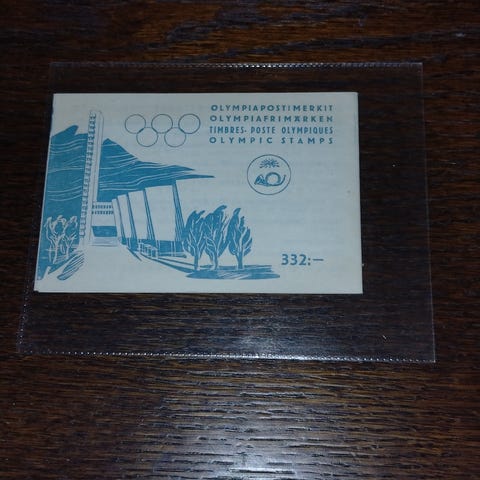 OLYMPIAPOSTIMERKIT
OLYMPIAFRIMÄRKEN
TIMBRES-POSTE OLYMPIQUES
OLYMPIC STAMPS
332:—